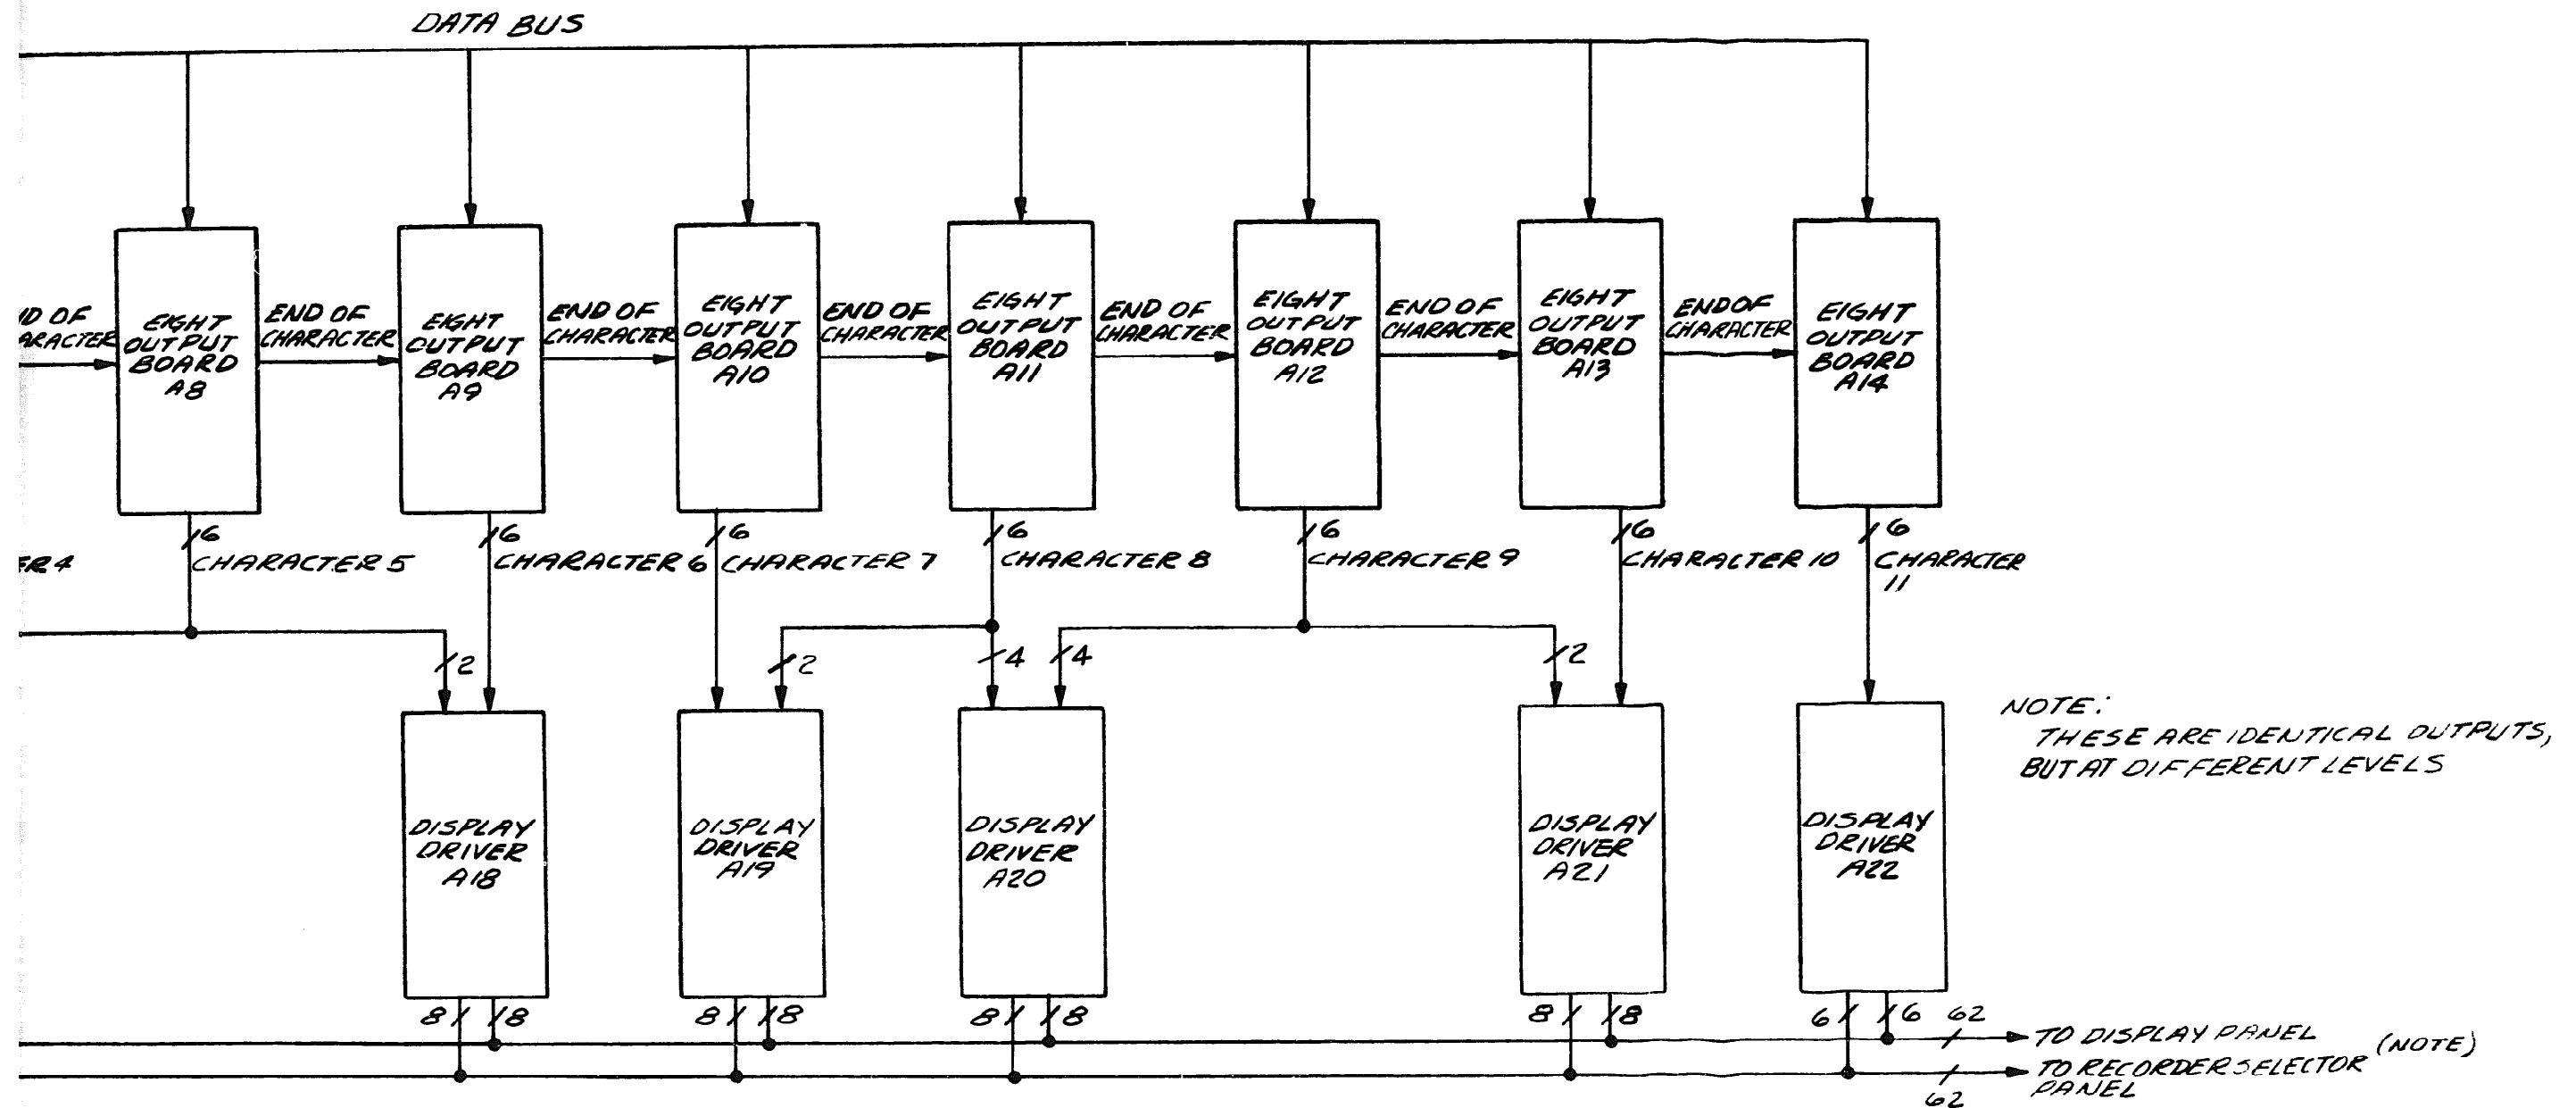 DATA BUS
END OF
CHARACTER
END OF
CHARACTER
END OF
CHARACTER
END OF
CHARACTER
END OF
CHARACTER
END OF
CHARACTER
EIGHT
OUTPUT
BOARD
A8
EIGHT
OUTPUT
BOARD
A9
EIGHT
OUTPUT
BOARD
A10
EIGHT
OUTPUT
BOARD
A11
EIGHT
OUTPUT
BOARD
A12
EIGHT
OUTPUT
BOARD
A13
EIGHT
OUTPUT
BOARD
A14
6
6
6
6
6
6
6
CHARACTER 5
CHARACTER 6
CHARACTER 7
CHARACTER 8
CHARACTER 9
CHARACTER 10
CHARACTER
11
2
2
4
4
2
NOTE:
THESE ARE IDENTICAL OUTPUTS,
BUT AT DIFFERENT LEVELS
DISPLAY
DRIVER
A18
DISPLAY
DRIVER
A19
DISPLAY
DRIVER
A20
DISPLAY
DRIVER
A21
DISPLAY
DRIVER
A22
8 8
8 8
8 8
8 8
6 6
62
TO DISPLAY PANEL
(NOTE)
TO RECORDER SELECTOR
PANEL
62